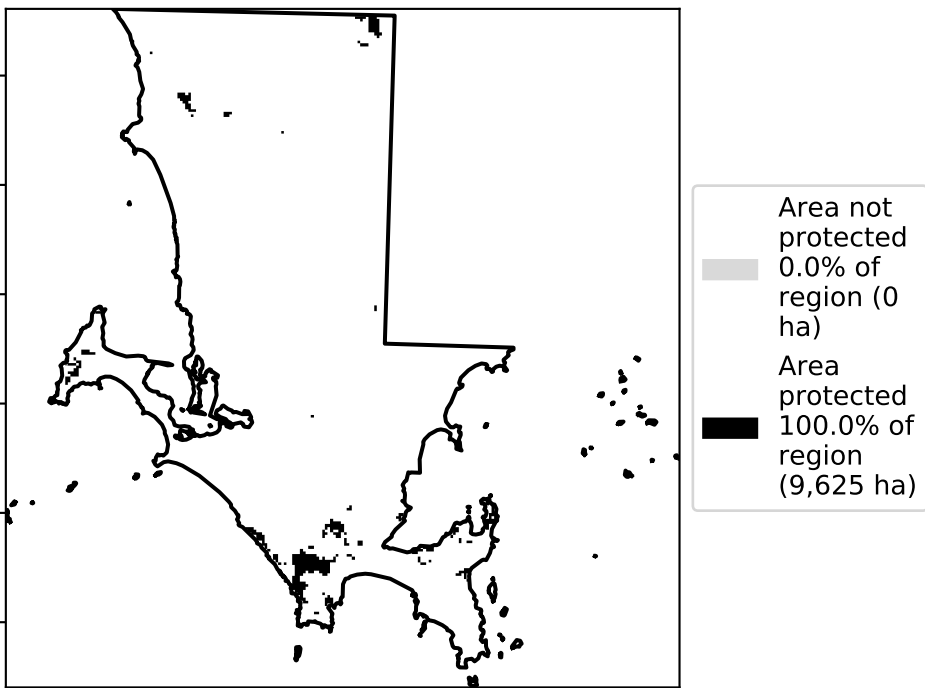 Area not
protected
0.0% of
region (0
ha)
Area
protected
100.0% of
region
(9,625 ha)